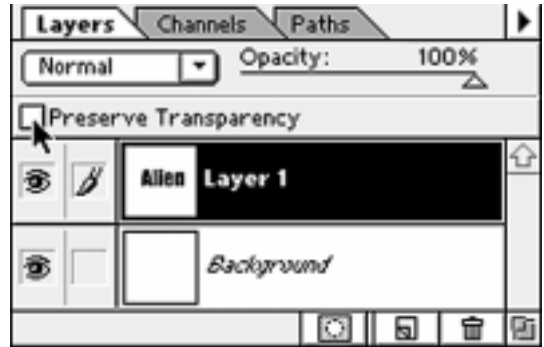 Layers Channels Paths
Normal Opacity: 100%
Preserve Transparency
Alien Layer 1
Background